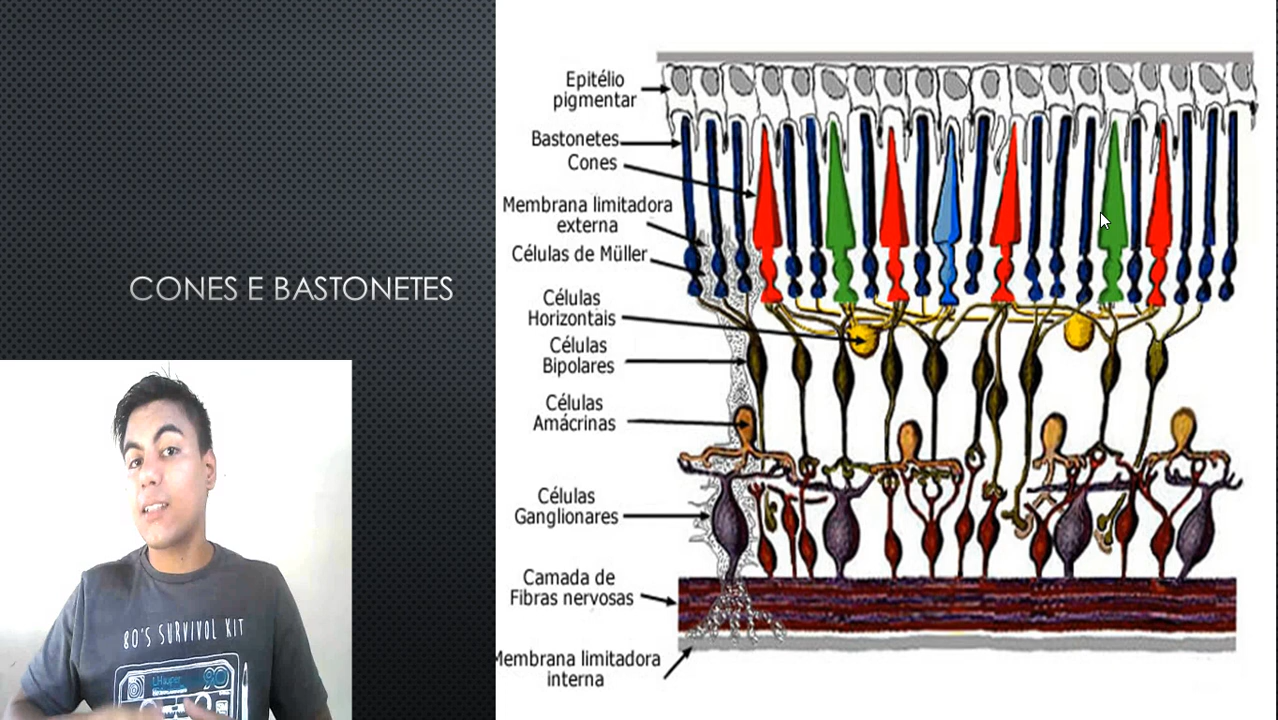 CONES E BASTONETES
80'S SURVIVOL KIT
Epitélio
pigmentar
Bastonetes
Cones
Membrana limitadora
externa
Células de Müller
Células
Horizontais
Células
Bipolares
Células
Amácrinas
Células
Ganglionares
Camada de
Fibras nervosas
Membrana limitadora
interna